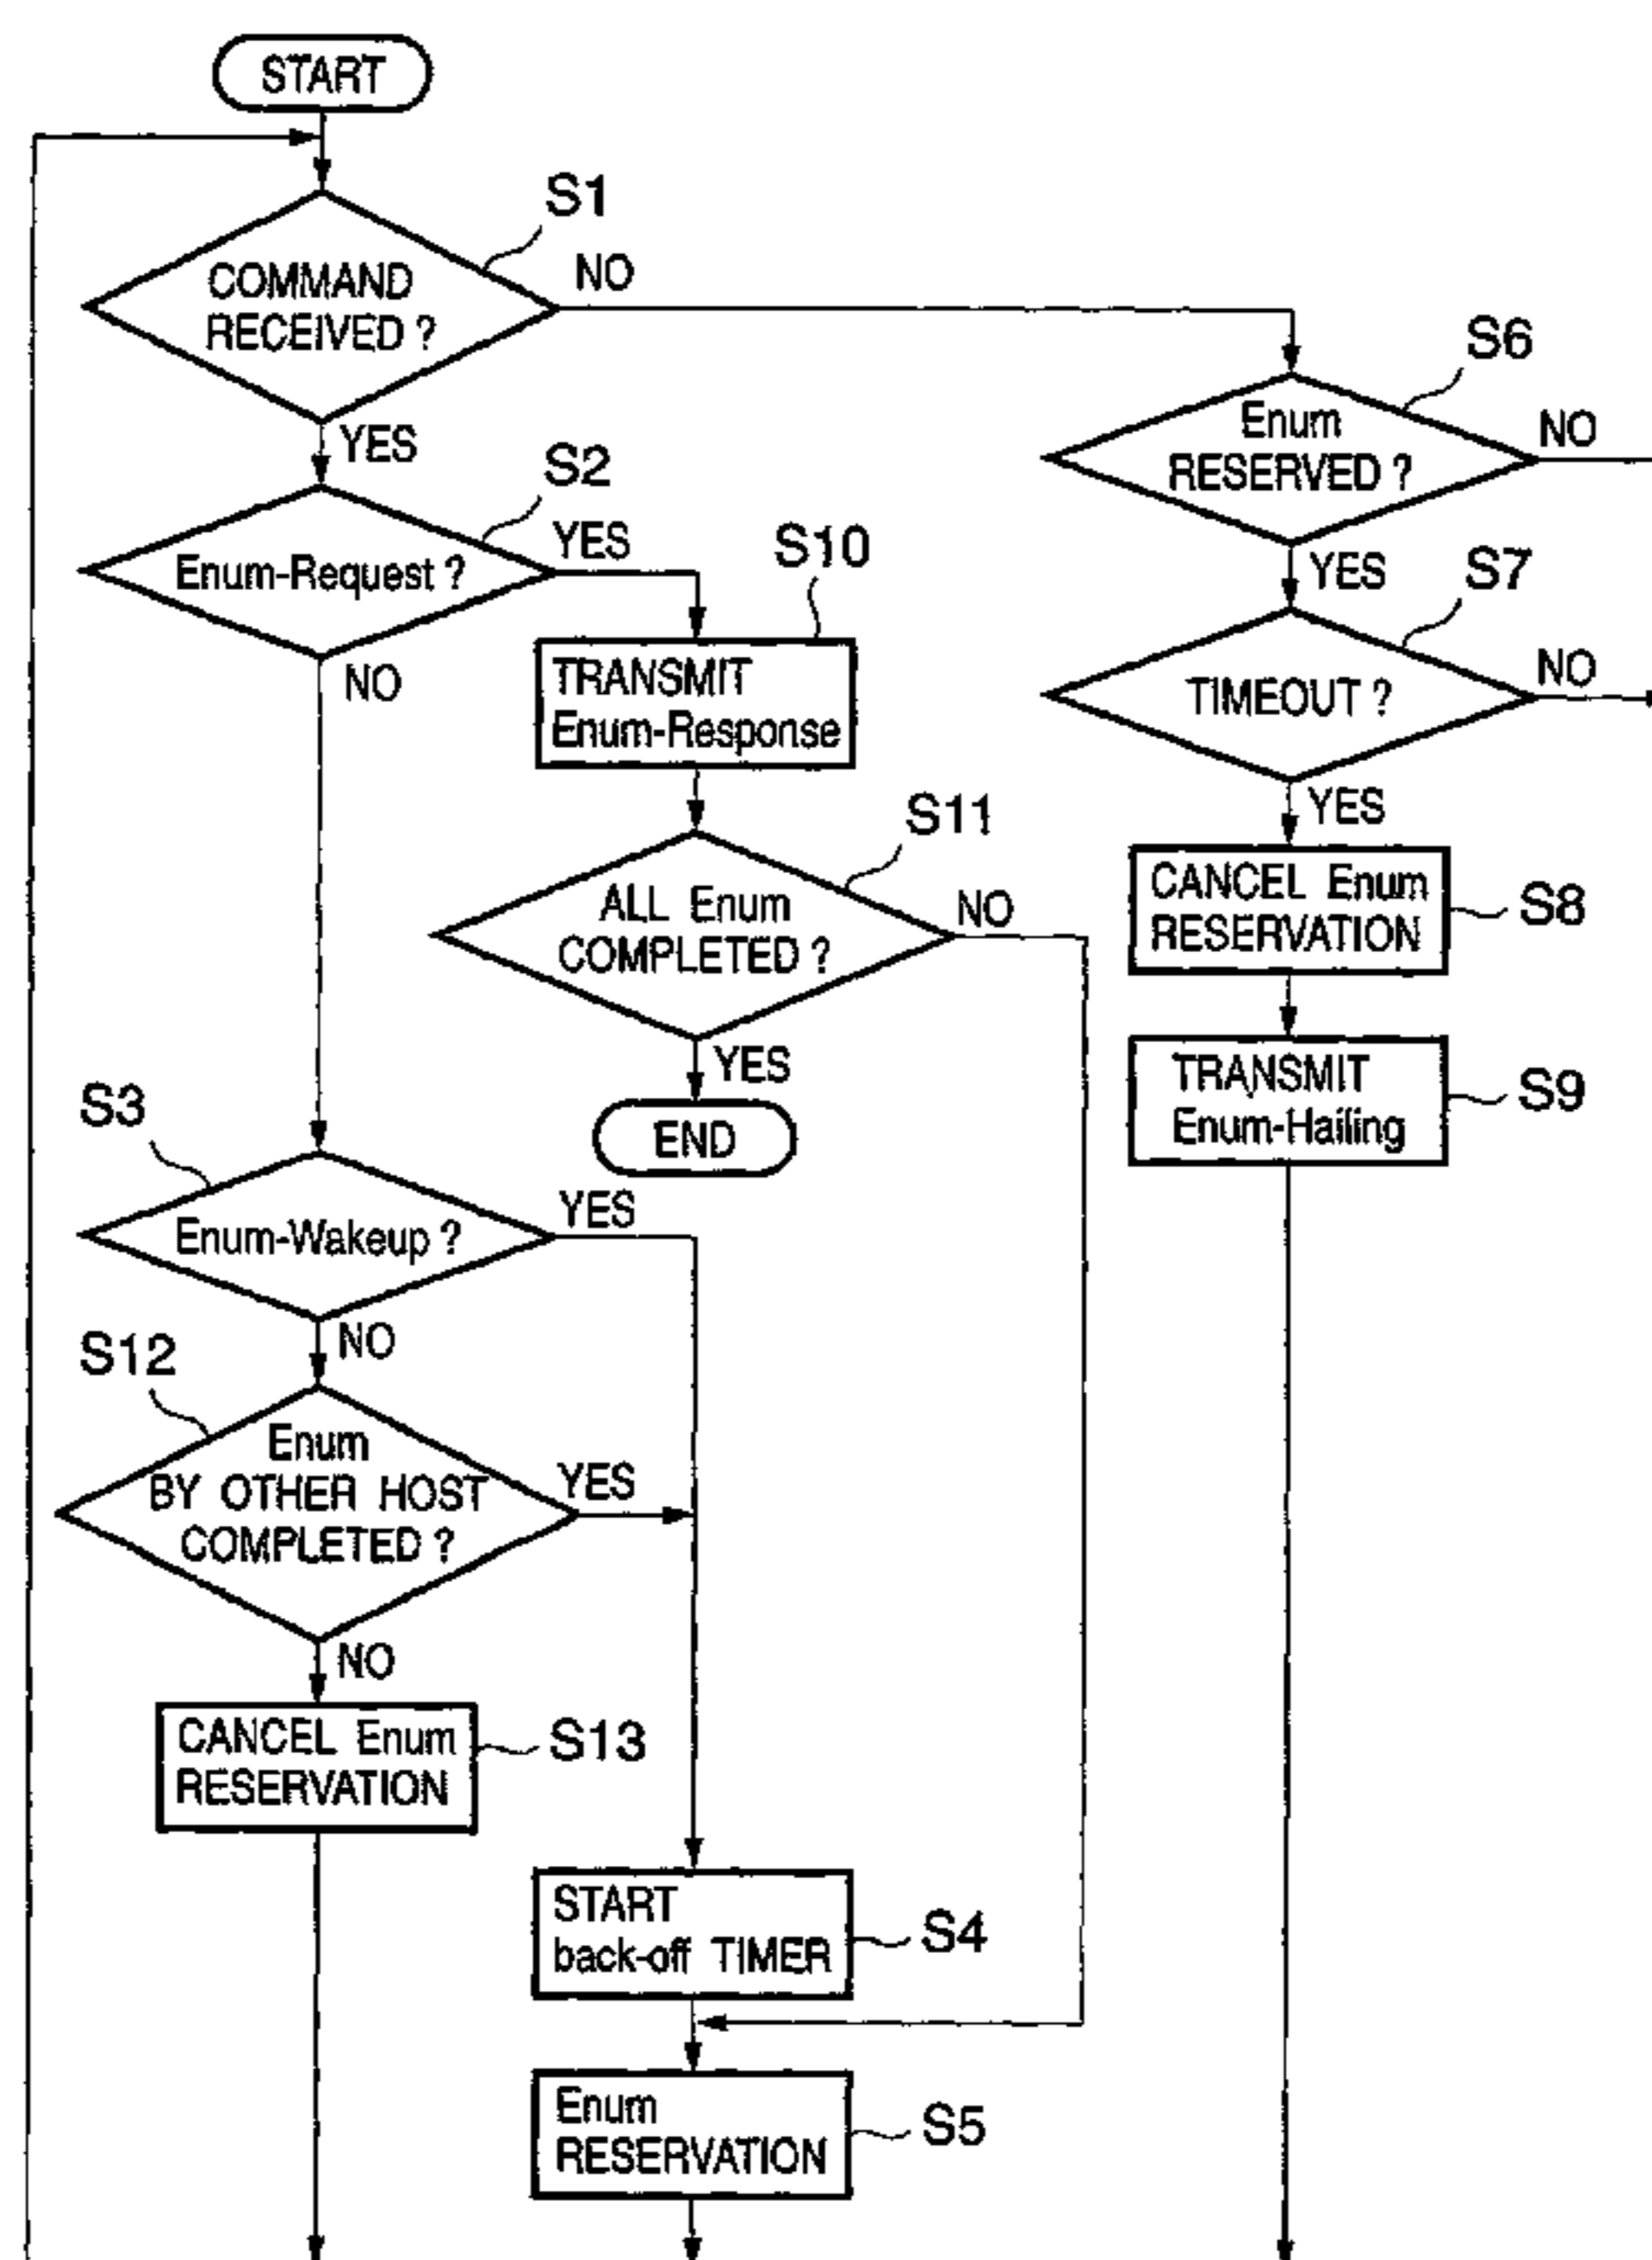 START
S1
COMMAND
RECEIVED ?
NO
YES
S6
Enum
RESERVED ?
NO
YES
S2
Enum-Request ?
YES
NO
S10
TRANSMIT
Enum-Response
S7
TIMEOUT ?
NO
YES
S11
ALL Enum
COMPLETED ?
NO
YES
END
CANCEL Enum
RESERVATION
S8
TRANSMIT
Enum-Hailing
S9
S3
Enum-Wakeup ?
YES
NO
S12
Enum
BY OTHER HOST
COMPLETED ?
YES
NO
CANCEL Enum
RESERVATION
S13
START
back-off TIMER
S4
Enum
RESERVATION
S5